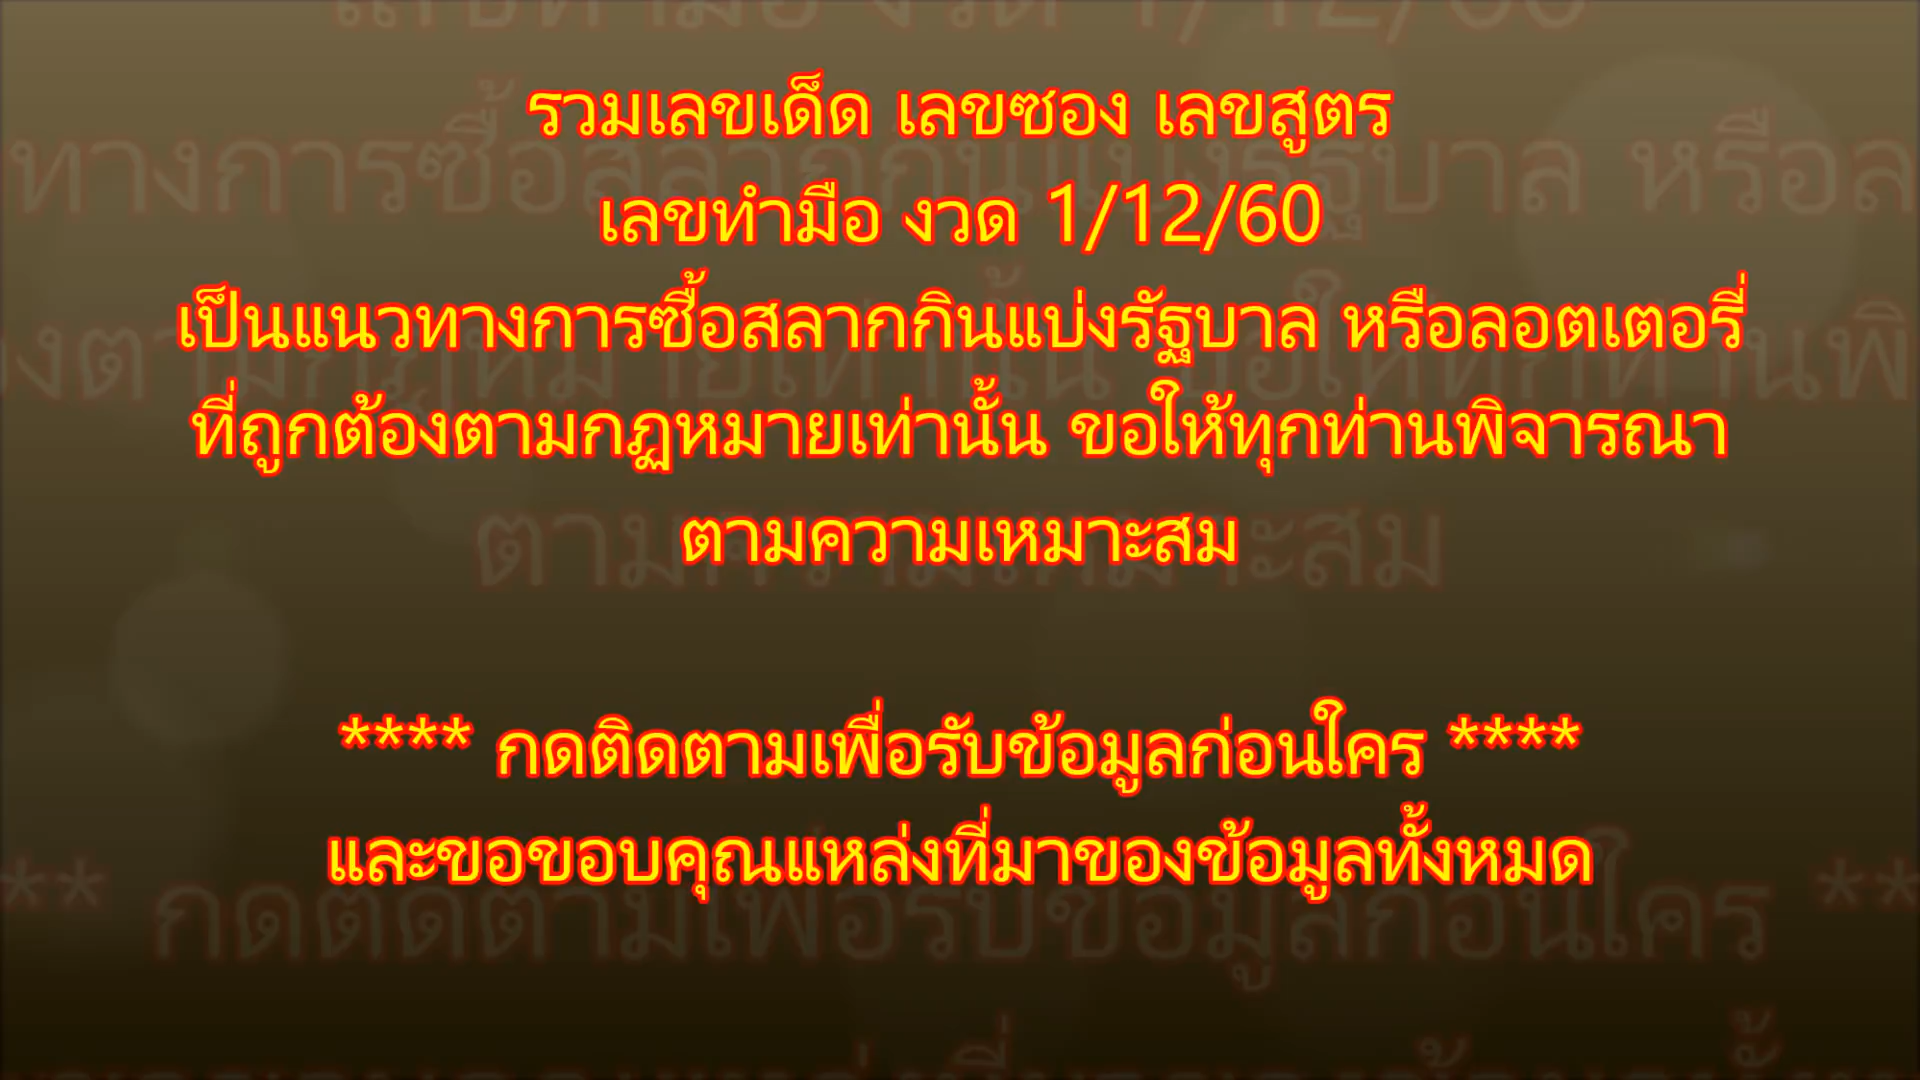 รวมเลขเด็ด เลขซอง เลขสูตร
เลขทำมือ งวด 1/12/60
เป็นแนวทางการซื้อสลากกินแบ่งรัฐบาล หรือลอตเตอรี่
ที่ถูกต้องตามกฏหมายเท่านั้น ขอให้ทุกท่านพิจารณา
ตามความเหมาะสม
**** กดติดตามเพื่อรับข้อมูลก่อนใคร ****
และขอขอบคุณแหล่งที่มาของข้อมูลทั้งหมด